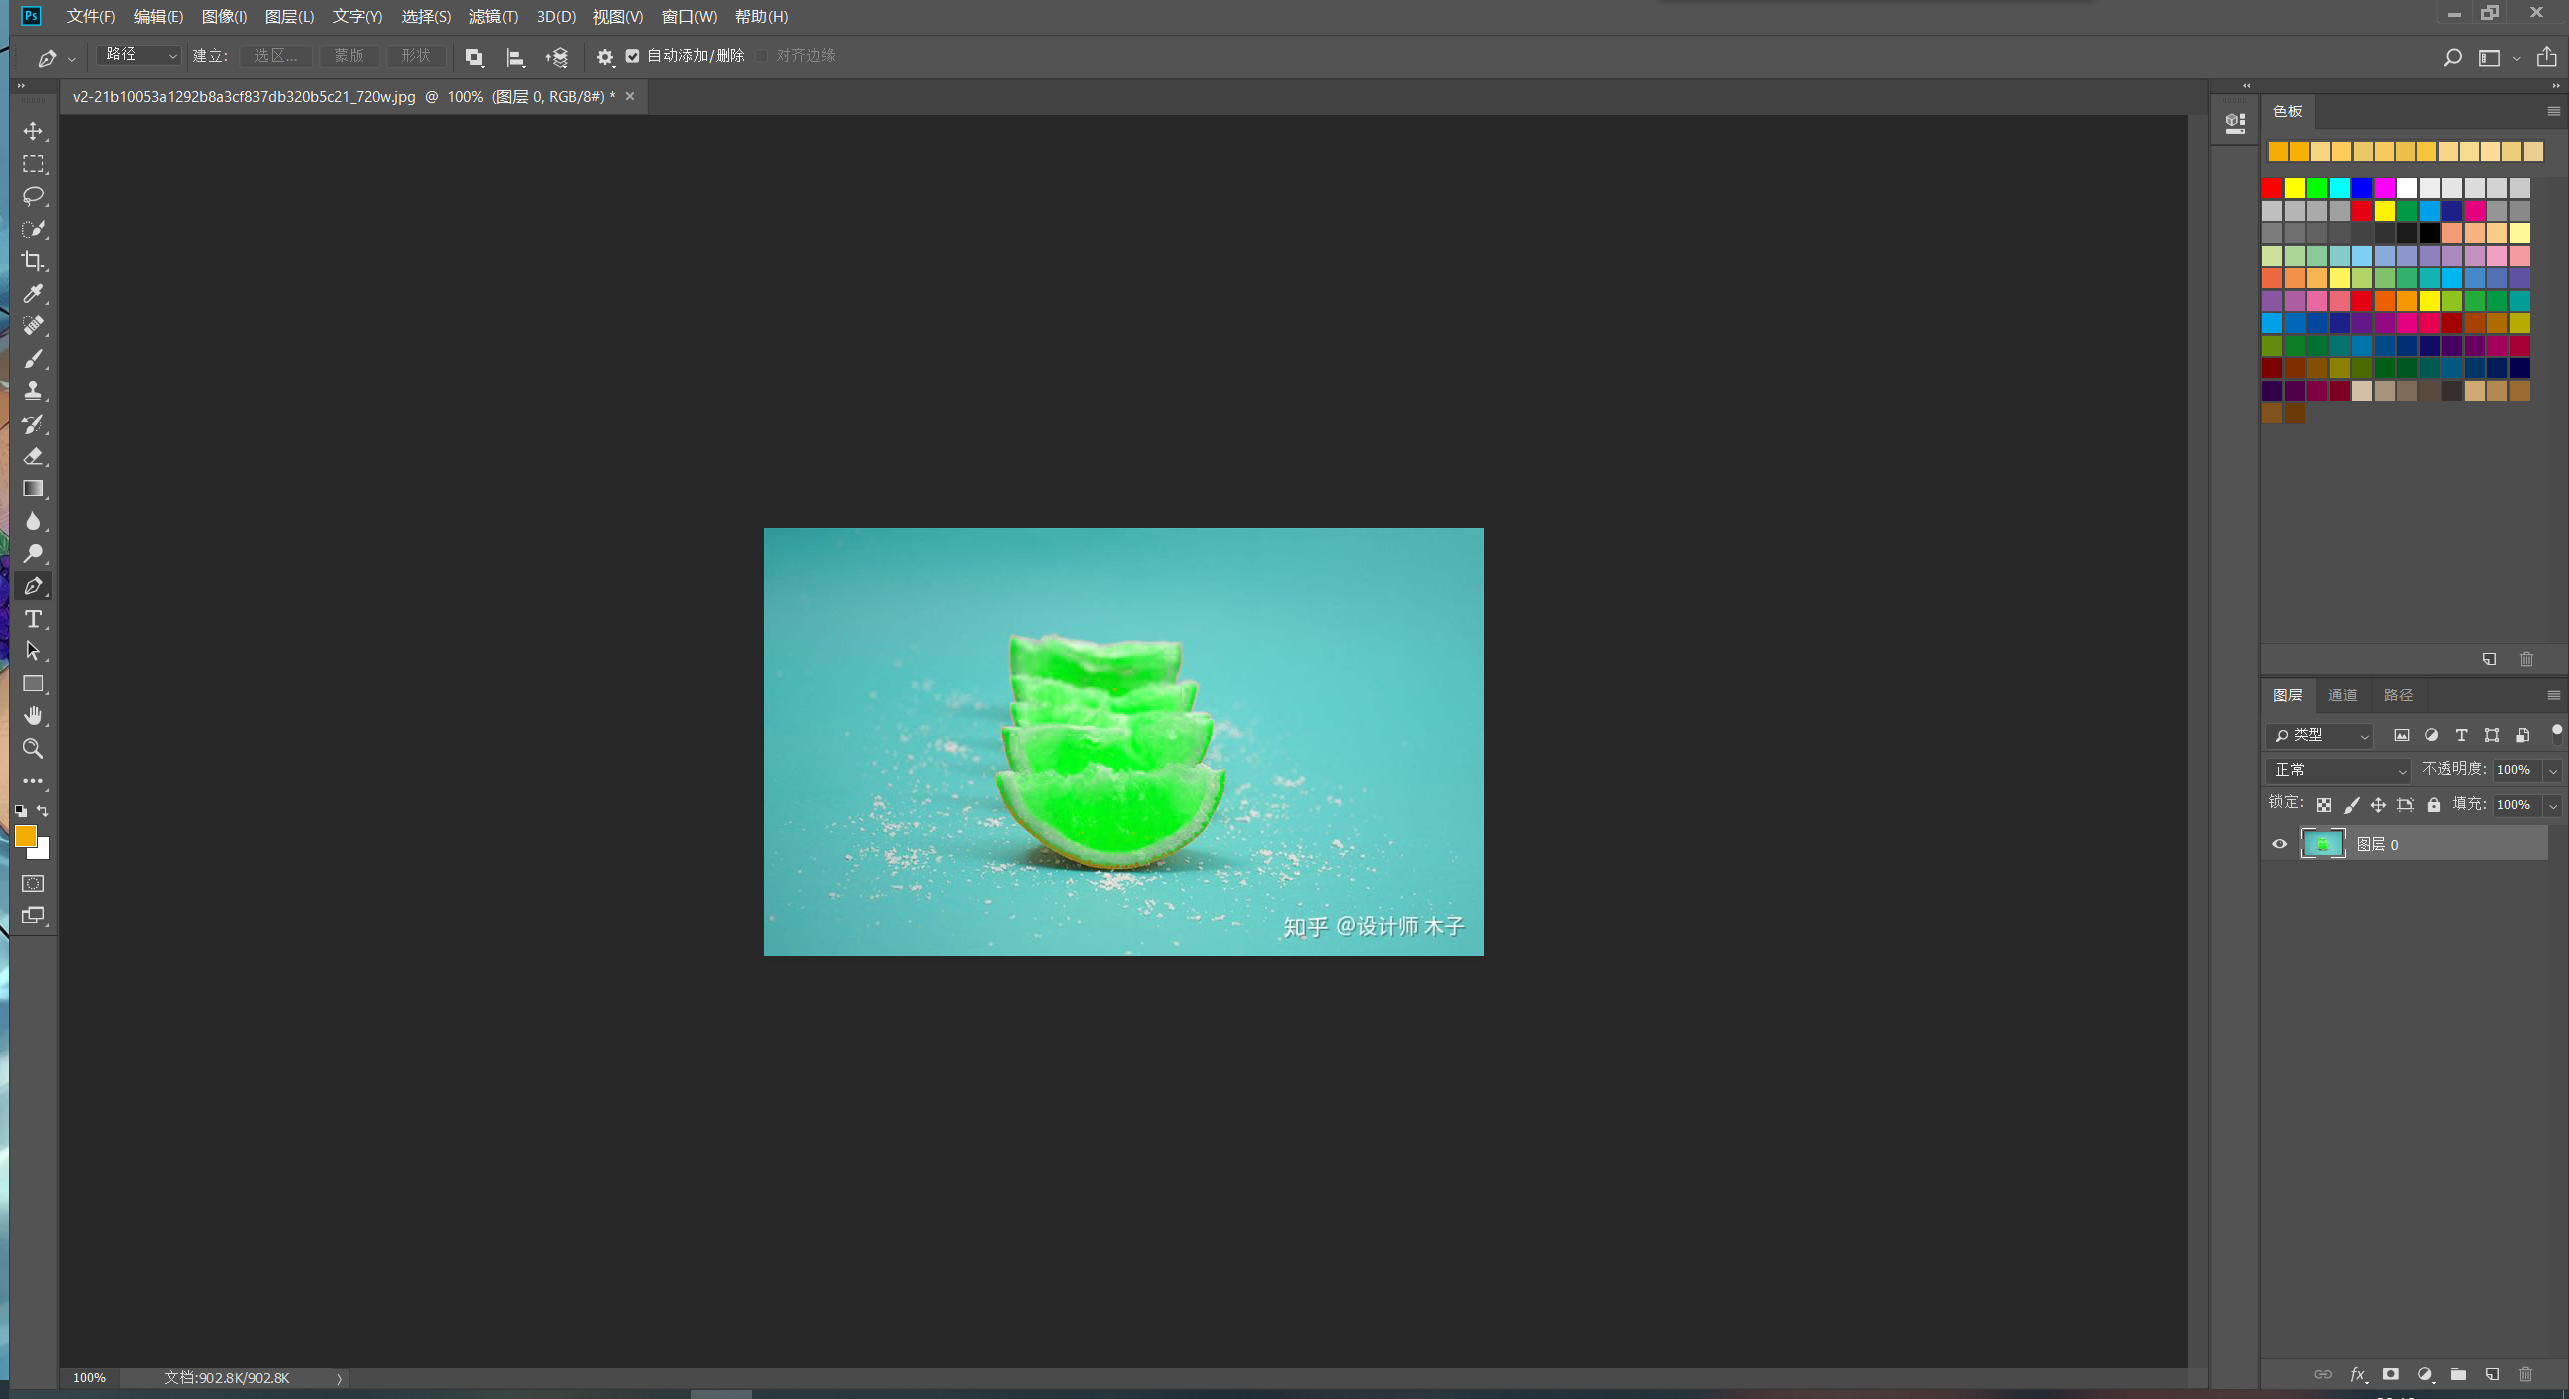 Ps 文件(F) 编辑(E) 图像(I) 图层(L) 文字(Y) 选择(S) 滤镜(T) 3D(D) 视图(V) 窗口(W) 帮助(H)
路径 建立: 选区... 蒙版 形状 自动添加/删除 对齐边缘
v2-21b10053a1292b8a3cf837db320b5c21_720w.jpg @ 100% (图层 0, RGB/8#) *
色板
知乎 @设计师 木子
图层 通道 路径
类型
正常 不透明度: 100%
锁定: 填充: 100%
图层 0
100% 文档:902.8K/902.8K
fx